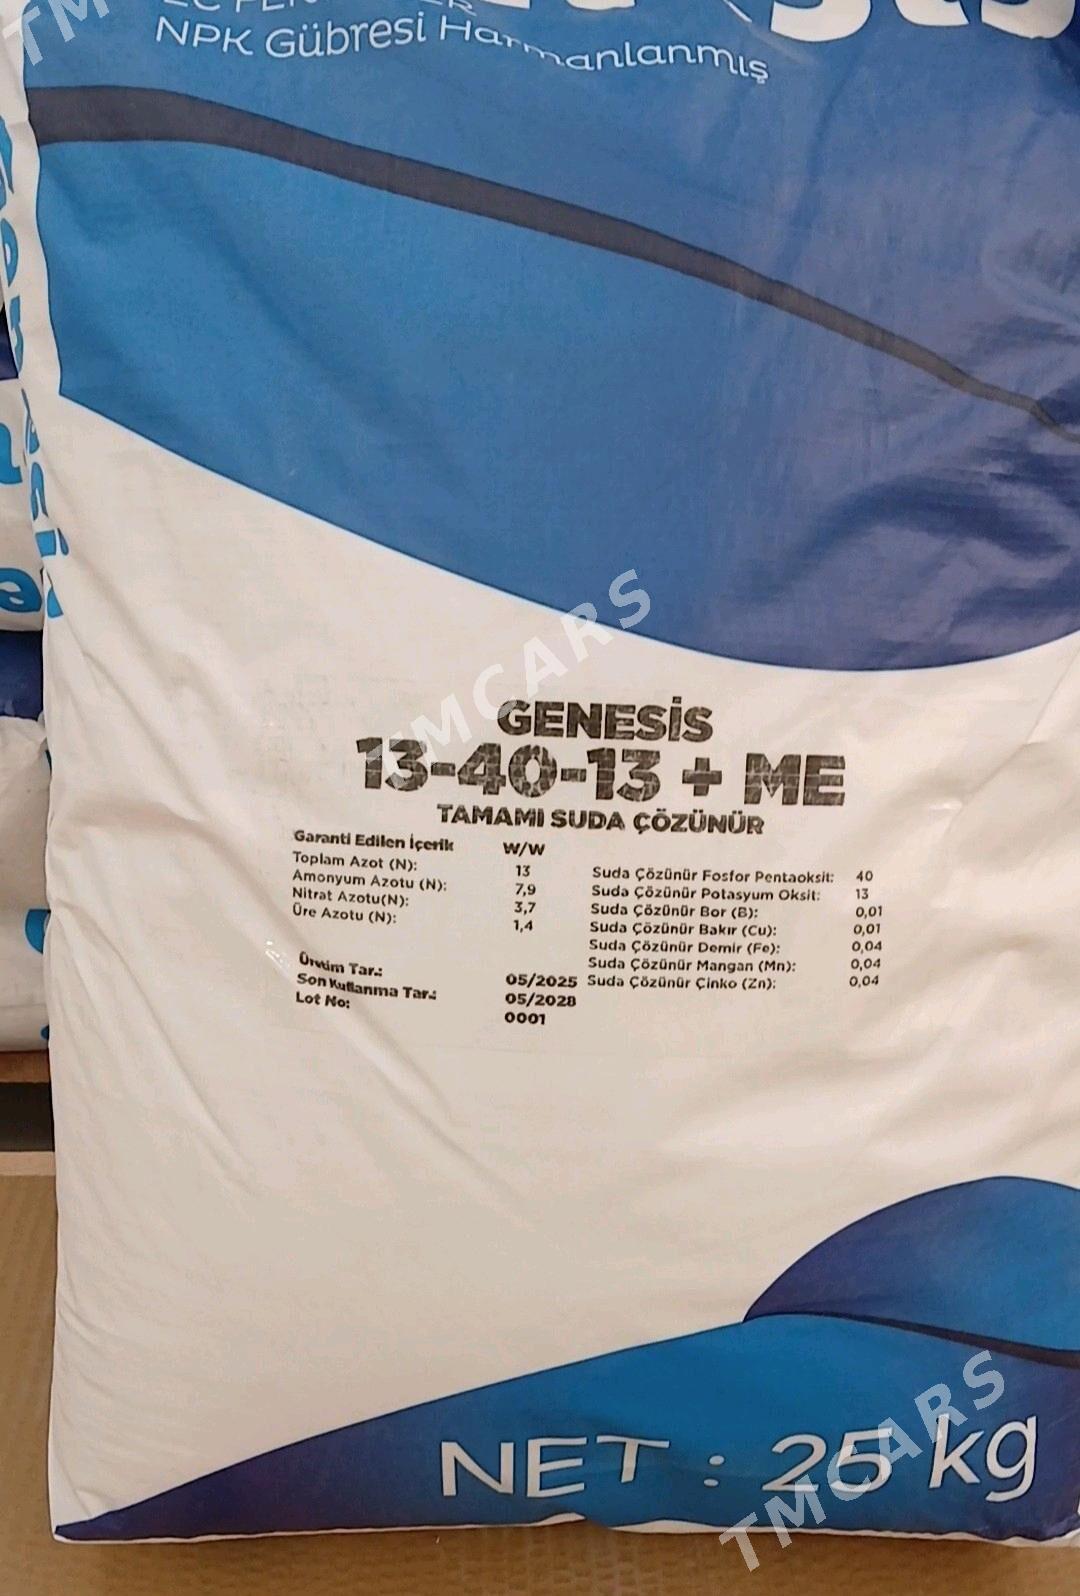 NPK Gübresi Harmanlanmış
GENESİS
13-40-13 + ME
TAMAMI SUDA ÇÖZÜNÜR
Garanti Edilen İçerik W/W
Toplam Azot (N): 13
Amonyum Azotu (N): 7,9
Nitrat Azotu(N): 3,7
Üre Azotu (N): 1,4
Suda Çözünür Fosfor Pentaoksit: 40
Suda Çözünür Potasyum Oksit: 13
Suda Çözünür Bor (B): 0,01
Suda Çözünür Bakır (Cu): 0,01
Suda Çözünür Demir (Fe): 0,04
Suda Çözünür Mangan (Mn): 0,04
Suda Çözünür Çinko (Zn): 0,04
Üretim Tar.: 05/2025
Son Kullanma Tar.: 05/2028
Lot No: 0001
NET : 25 kg
TMCARS
TMCARS